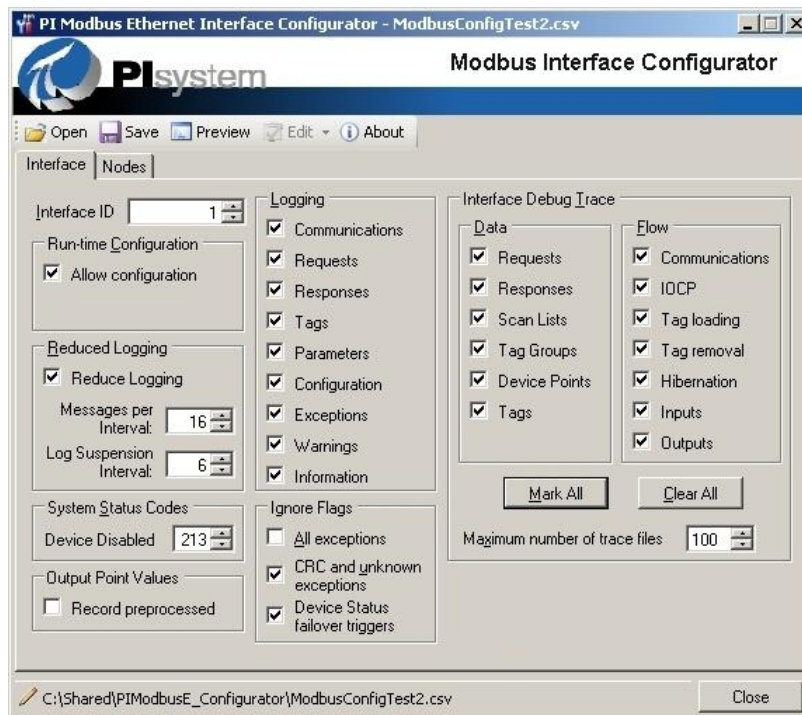 PI Modbus Ethernet Interface Configurator - ModbusConfigTest2.csv
PIsystem
Modbus Interface Configurator
Open Save Preview Edit About
Interface Nodes
Interface ID 1
Run-time Configuration
Allow configuration
Reduced Logging
Reduce Logging
Messages per
Interval: 16
Log Suspension
Interval: 6
System Status Codes
Device Disabled 213
Output Point Values
Record preprocessed
Logging
Communications
Requests
Responses
Tags
Parameters
Configuration
Exceptions
Warnings
Information
Ignore Flags
All exceptions
CRC and unknown
exceptions
Device Status
failover triggers
Interface Debug Trace
Data
Requests
Responses
Scan Lists
Tag Groups
Device Points
Tags
Flow
Communications
IOCP
Tag loading
Tag removal
Hibernation
Inputs
Outputs
Mark All Clear All
Maximum number of trace files 100
C:\Shared\PIModbusE_Configurator\ModbusConfigTest2.csv
Close